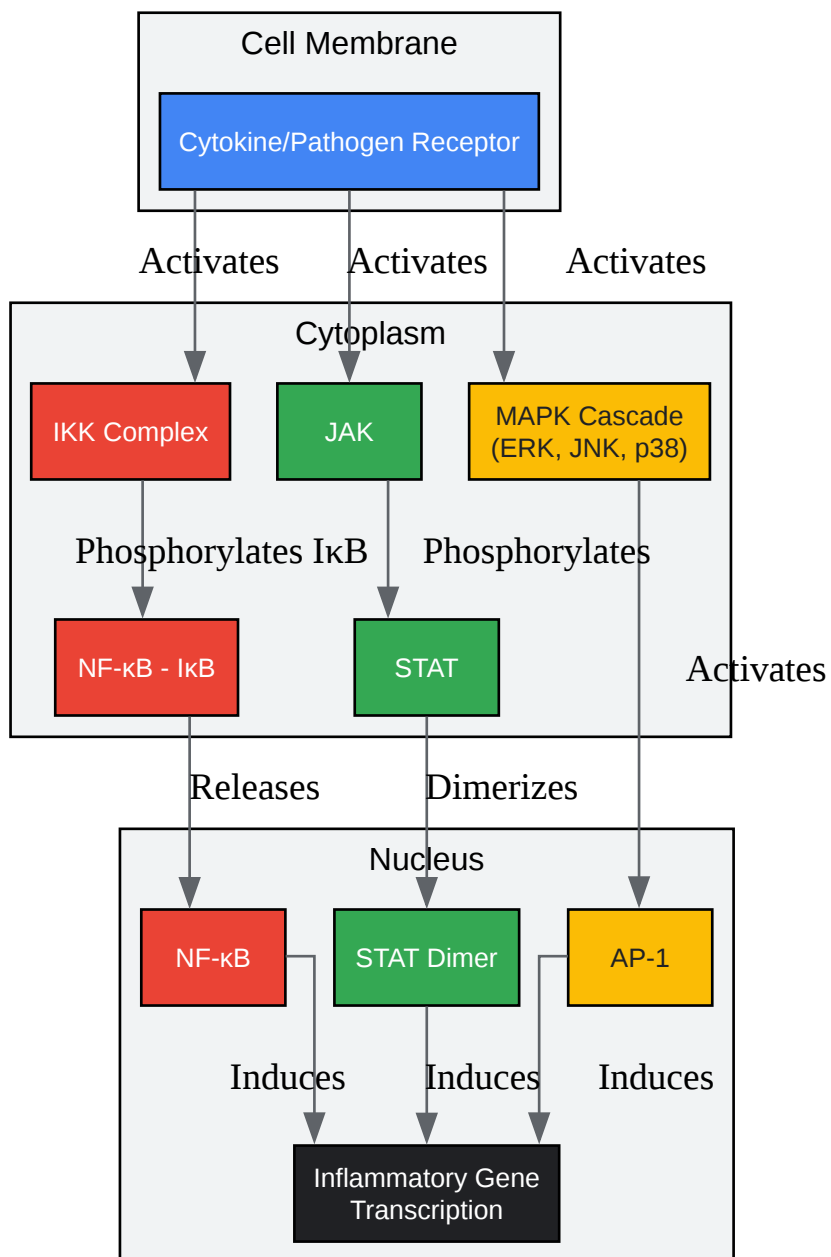 Cell Membrane
Cytokine/Pathogen Receptor
Activates
Activates
Activates
Cytoplasm
IKK Complex
JAK
MAPK Cascade
(ERK, JNK, p38)
Phosphorylates IκB
Phosphorylates
NF-κB - IκB
STAT
Activates
Releases
Dimerizes
Nucleus
NF-κB
STAT Dimer
AP-1
Induces
Induces
Induces
Inflammatory Gene
Transcription